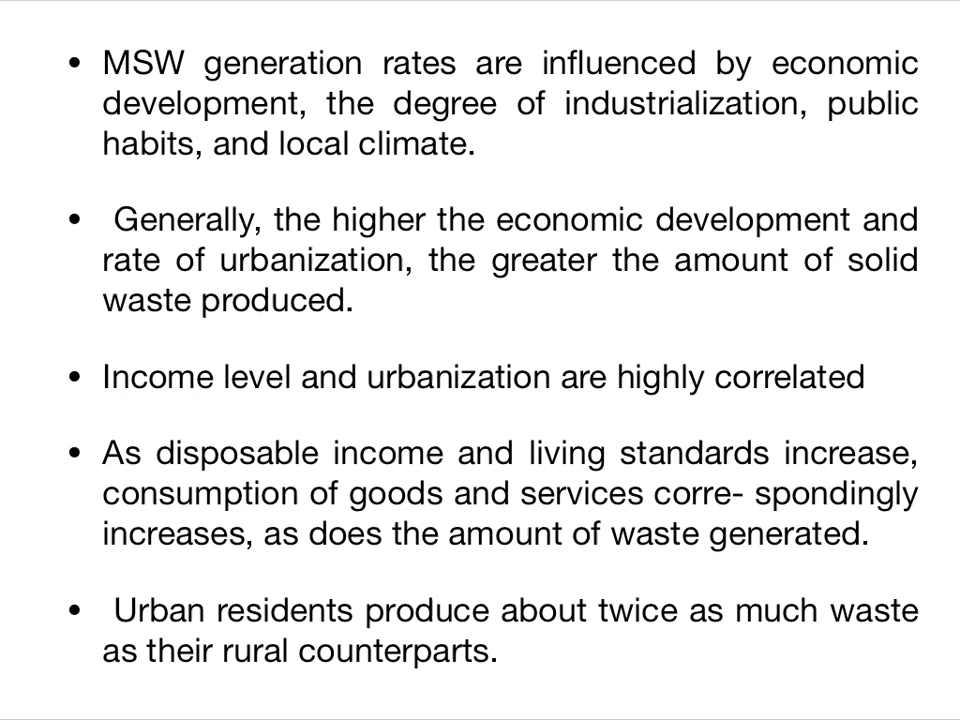 • MSW generation rates are influenced by economic
development, the degree of industrialization, public
habits, and local climate.
• Generally, the higher the economic development and
rate of urbanization, the greater the amount of solid
waste produced.
• Income level and urbanization are highly correlated
• As disposable income and living standards increase,
consumption of goods and services corre- spondingly
increases, as does the amount of waste generated.
• Urban residents produce about twice as much waste
as their rural counterparts.